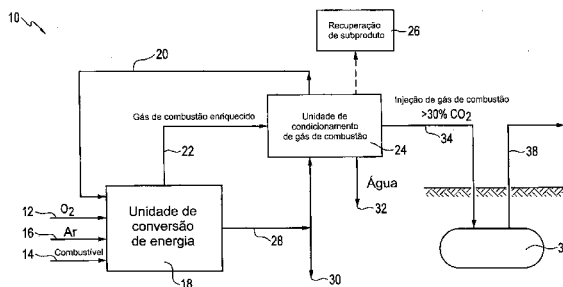 10
20
Recuperação
de subproduto
26
Gás de combustão enriquecido
22
Unidade de
condicionamento
de gás de combustão
24
Injeção de gás de combustão
>30% CO2
34
38
Água
32
12 O2
16 Ar
14 Combustível
Unidade de
conversão
de energia
18
28
30
3